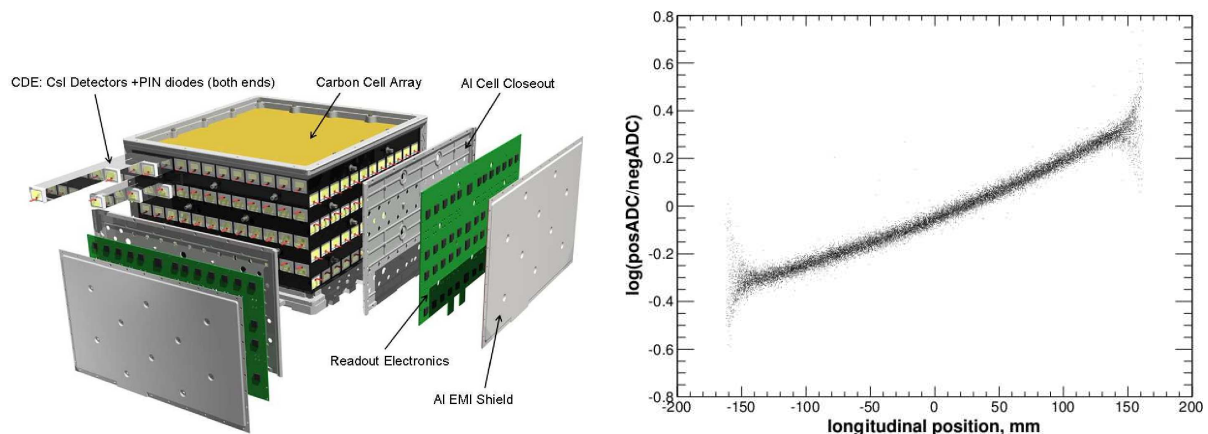 CDE: CsI Detectors +PIN diodes (both ends)
Carbon Cell Array
Al Cell Closeout
Readout Electronics
Al EMI Shield
log(posADC/negADC)
0.8
0.6
0.4
0.2
0
-0.2
-0.4
-0.6
-0.8
-200 -150 -100 -50 0 50 100 150 200
longitudinal position, mm